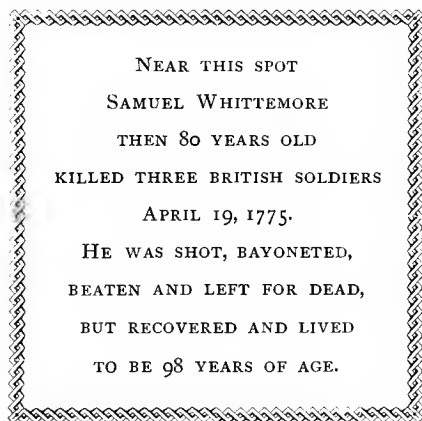 Near this spot
Samuel Whittemore
then 80 years old
killed three british soldiers
April 19, 1775.
He was shot, bayoneted,
beaten and left for dead,
but recovered and lived
to be 98 years of age.